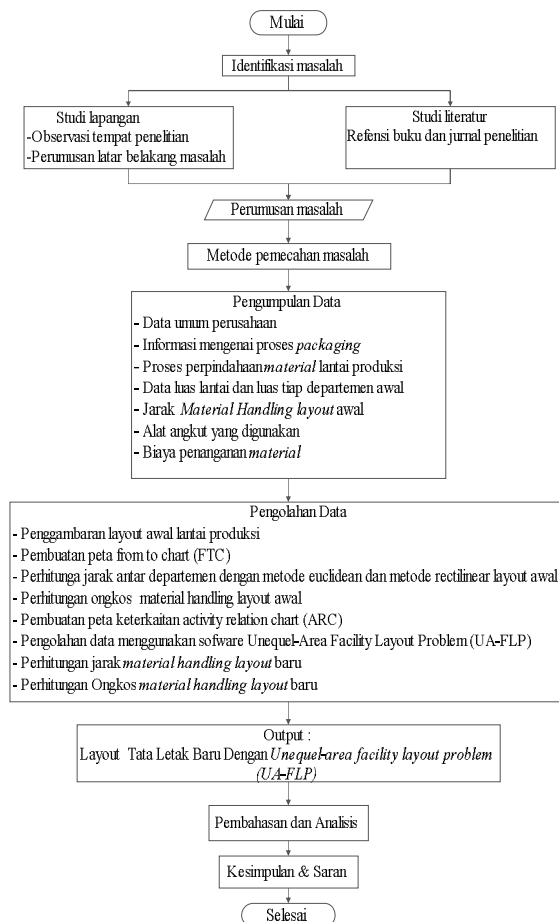 Mulai
Identifikasi masalah
Studi lapangan
-Observasi tempat penelitian
-Perumusan latar belakang masalah
Studi literatur
Refensi buku dan jurnal penelitian
Perumusan masalah
Metode pemecahan masalah
Pengumpulan Data
- Data umum perusahaan
- Informasi mengenai proses packaging
- Proses perpindahaan material lantai produksi
- Data luas lantai dan luas tiap departemen awal
- Jarak Material Handling layout awal
- Alat angkut yang digunakan
- Biaya penanganan material
Pengolahan Data
- Penggambaran layout awal lantai produksi
- Pembuatan peta from to chart (FTC)
- Perhitunga jarak antar departemen dengan metode euclidean dan metode rectilinear layout awal
- Perhitungan ongkos material handling layout awal
- Pembuatan peta keterkaitan activity relation chart (ARC)
- Pengolahan data menggunakan sofware Unequel-Area Facility Layout Problem (UA-FLP)
- Perhitungan jarak material handling layout baru
- Perhitungan Ongkos material handling layout baru
Output :
Layout Tata Letak Baru Dengan Unequel-area facility layout problem
(UA-FLP)
Pembahasan dan Analisis
Kesimpulan & Saran
Selesai